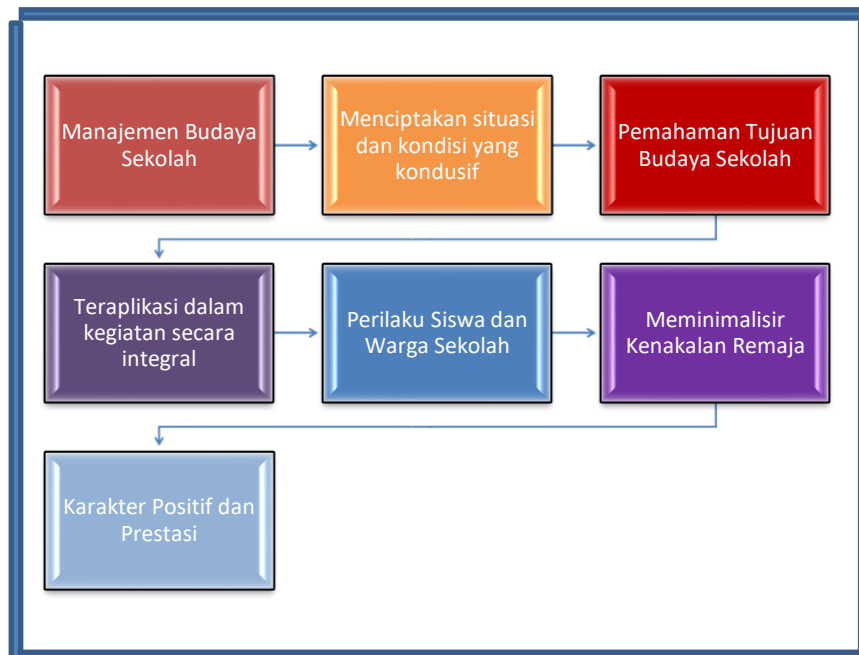 Manajemen Budaya
Sekolah
Menciptakan situasi
dan kondisi yang
kondusif
Pemahaman Tujuan
Budaya Sekolah
Teraplikasi dalam
kegiatan secara
integral
Perilaku Siswa dan
Warga Sekolah
Meminimalisir
Kenakalan Remaja
Karakter Positif dan
Prestasi